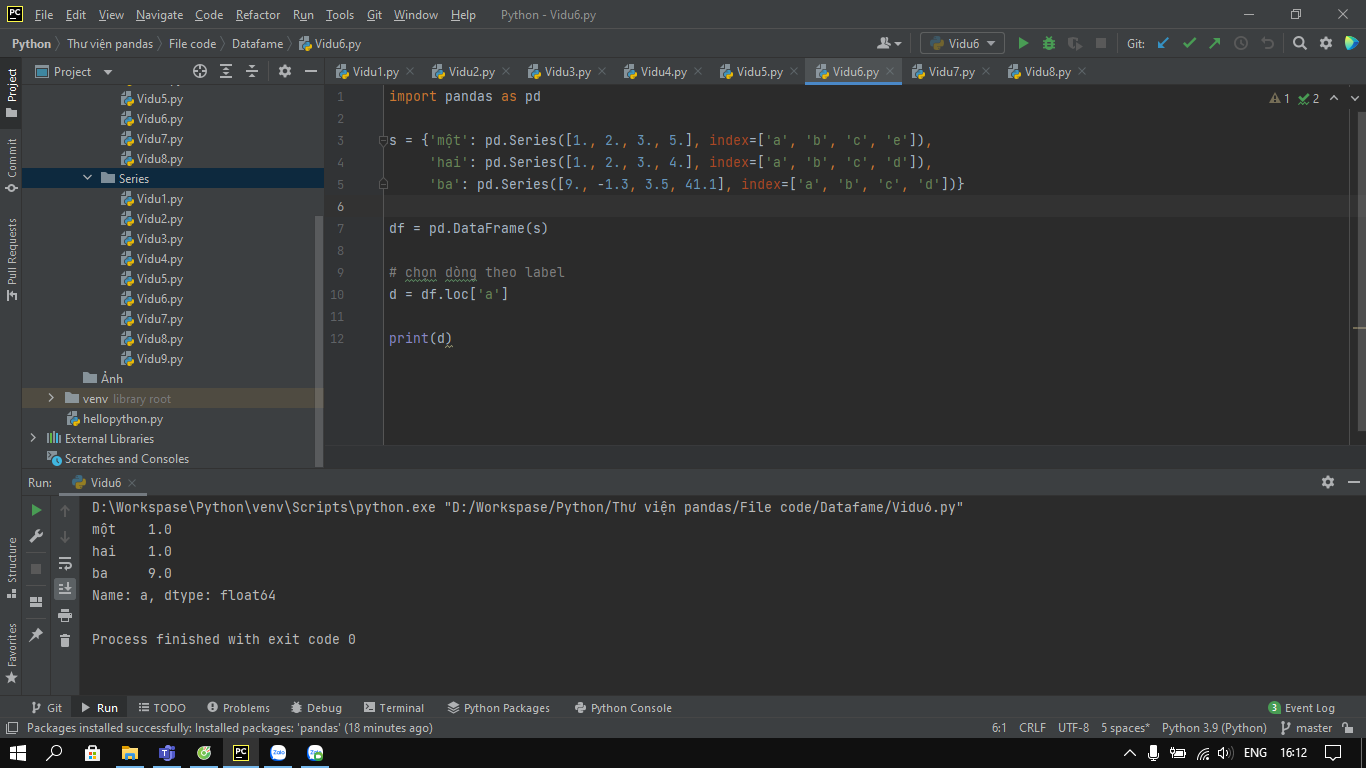 File Edit View Navigate Code Refactor Run Tools Git Window Help Python - Vidu6.py
Python Thư viện pandas File code Datafame Vidu6.py Vidu6 Git:
Project Vidu1.py Vidu2.py Vidu3.py Vidu4.py Vidu5.py Vidu6.py Vidu7.py Vidu8.py
Project
Commit
Pull Requests
Structure
Favorites
Vidu5.py
Vidu6.py
Vidu7.py
Vidu8.py
Series
Vidu1.py
Vidu2.py
Vidu3.py
Vidu4.py
Vidu5.py
Vidu6.py
Vidu7.py
Vidu8.py
Vidu9.py
Ảnh
venv library root
hellopython.py
External Libraries
Scratches and Consoles
1 import pandas as pd
2
3 s = {'một': pd.Series([1., 2., 3., 5.], index=['a', 'b', 'c', 'e']),
4 'hai': pd.Series([1., 2., 3., 4.], index=['a', 'b', 'c', 'd']),
5 'ba': pd.Series([9., -1.3, 3.5, 41.1], index=['a', 'b', 'c', 'd'])}
6
7 df = pd.DataFrame(s)
8
9 # chọn dòng theo label
10 d = df.loc['a']
11
12 print(d)
1 2
Run: Vidu6
D:\Workspase\Python\venv\Scripts\python.exe "D:/Workspase/Python/Thư viện pandas/File code/Datafame/Vidu6.py"
một 1.0
hai 1.0
ba 9.0
Name: a, dtype: float64
Process finished with exit code 0
Git Run TODO Problems Debug Terminal Python Packages Python Console 3 Event Log
Packages installed successfully: Installed packages: 'pandas' (18 minutes ago) 6:1 CRLF UTF-8 5 spaces* Python 3.9 (Python) master
ENG 16:12